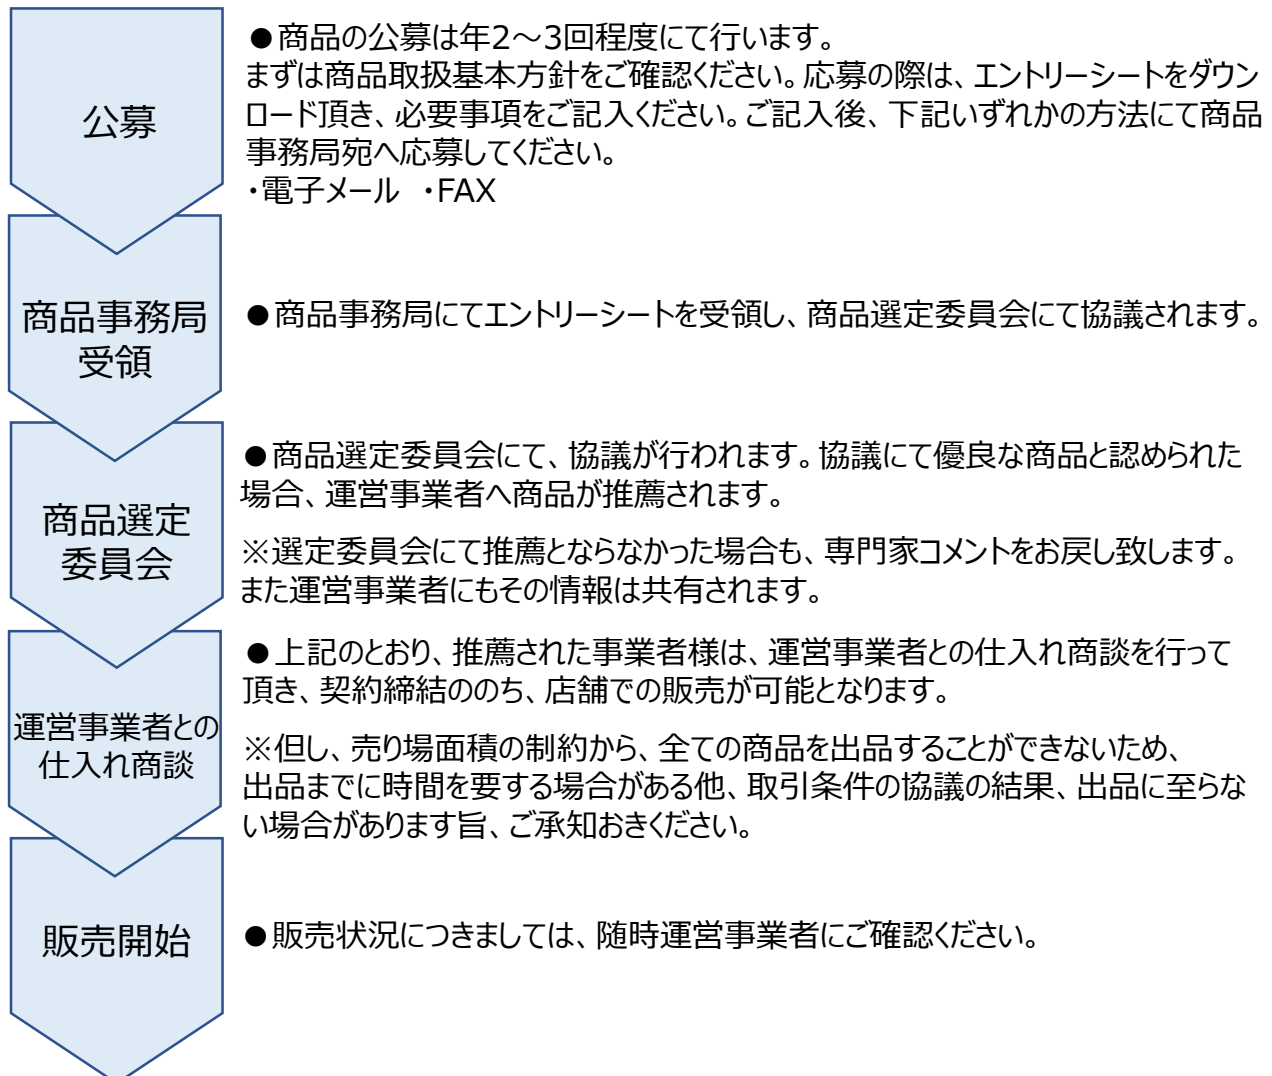 公募
●商品の公募は年2～3回程度にて行います。
まずは商品取扱基本方針をご確認ください。応募の際は、エントリーシートをダウン
ロード頂き、必要事項をご記入ください。ご記入後、下記いずれかの方法にて商品
事務局宛へ応募してください。
・電子メール　・FAX
商品事務局
受領
●商品事務局にてエントリーシートを受領し、商品選定委員会にて協議されます。
商品選定
委員会
●商品選定委員会にて、協議が行われます。協議にて優良な商品と認められた
場合、運営事業者へ商品が推薦されます。
※選定委員会にて推薦とならなかった場合も、専門家コメントをお戻し致します。
また運営事業者にもその情報は共有されます。
運営事業者との
仕入れ商談
●上記のとおり、推薦された事業者様は、運営事業者との仕入れ商談を行って
頂き、契約締結ののち、店舗での販売が可能となります。
※但し、売り場面積の制約から、全ての商品を出品することができないため、
出品までに時間を要する場合がある他、取引条件の協議の結果、出品に至らな
い場合があります旨、ご承知おきください。
販売開始
●販売状況につきましては、随時運営事業者にご確認ください。